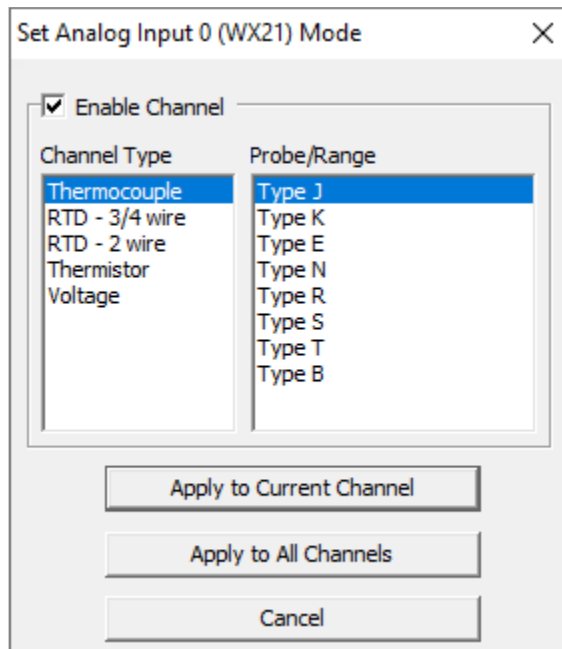 Set Analog Input 0 (WX21) Mode
Enable Channel
Channel Type
Thermocouple
RTD - 3/4 wire
RTD - 2 wire
Thermistor
Voltage
Probe/Range
Type J
Type K
Type E
Type N
Type R
Type S
Type T
Type B
Apply to Current Channel
Apply to All Channels
Cancel